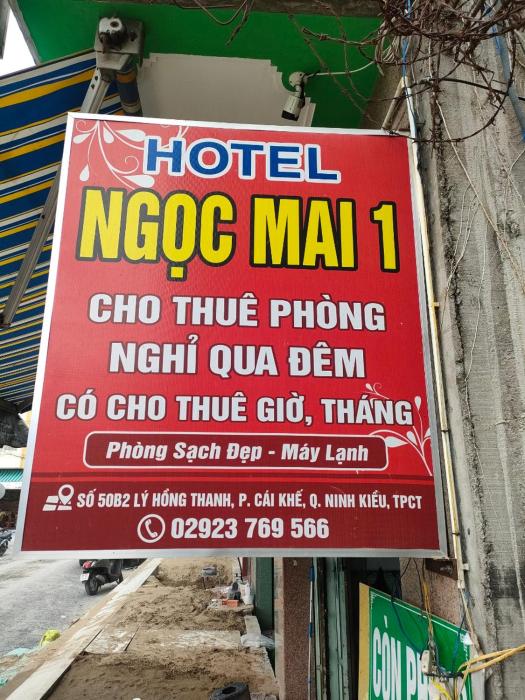 HOTEL
NGỌC MAI 1
CHO THUÊ PHÒNG
NGHỈ QUA ĐÊM
CÓ CHO THUÊ GIỜ, THÁNG
Phòng Sạch Đẹp - Máy Lạnh
SỐ 50B2 LÝ HỒNG THANH, P. CÁI KHẾ, Q. NINH KIỀU, TPCT
02923 769 566
CÒN